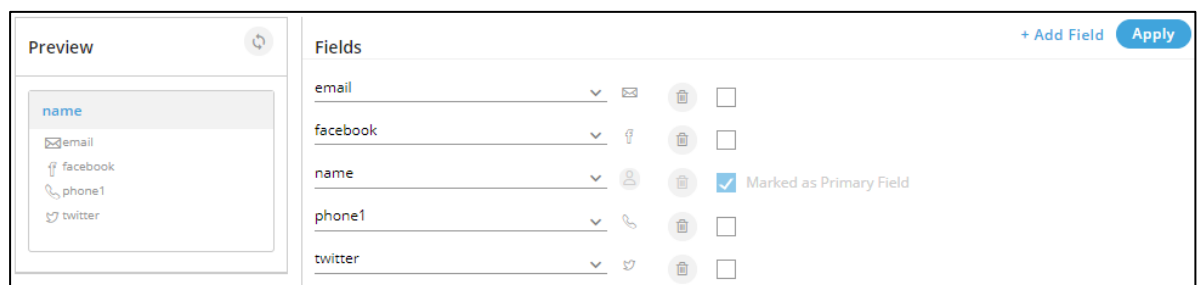 Preview
name
email
facebook
phone1
twitter
Fields
+ Add Field Apply
email
facebook
name Marked as Primary Field
phone1
twitter